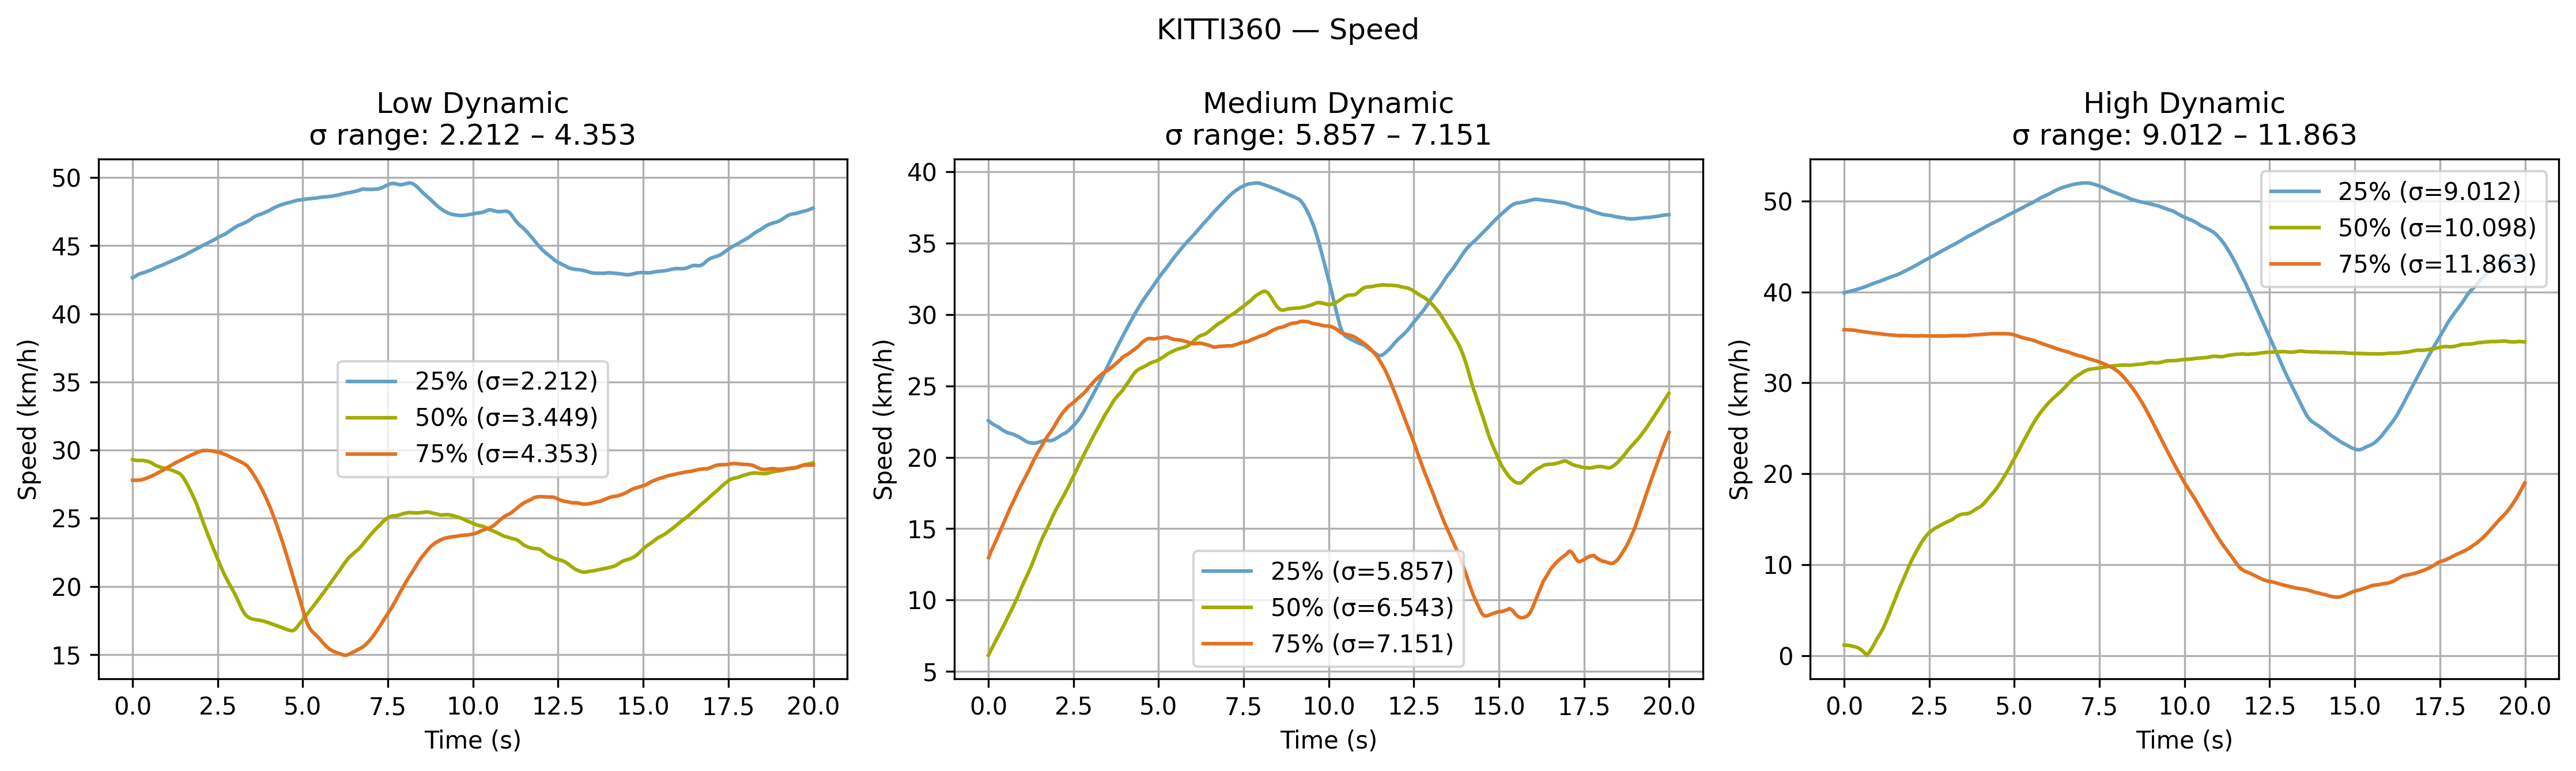 KITTI360 — Speed
Low Dynamic
σ range: 2.212 – 4.353
Speed (km/h)
50
45
40
35
30
25
20
15
25% (σ=2.212)
50% (σ=3.449)
75% (σ=4.353)
0.0 2.5 5.0 7.5 10.0 12.5 15.0 17.5 20.0
Time (s)
Medium Dynamic
σ range: 5.857 – 7.151
Speed (km/h)
40
35
30
25
20
15
10
5
25% (σ=5.857)
50% (σ=6.543)
75% (σ=7.151)
0.0 2.5 5.0 7.5 10.0 12.5 15.0 17.5 20.0
Time (s)
High Dynamic
σ range: 9.012 – 11.863
Speed (km/h)
50
40
30
20
10
0
25% (σ=9.012)
50% (σ=10.098)
75% (σ=11.863)
0.0 2.5 5.0 7.5 10.0 12.5 15.0 17.5 20.0
Time (s)